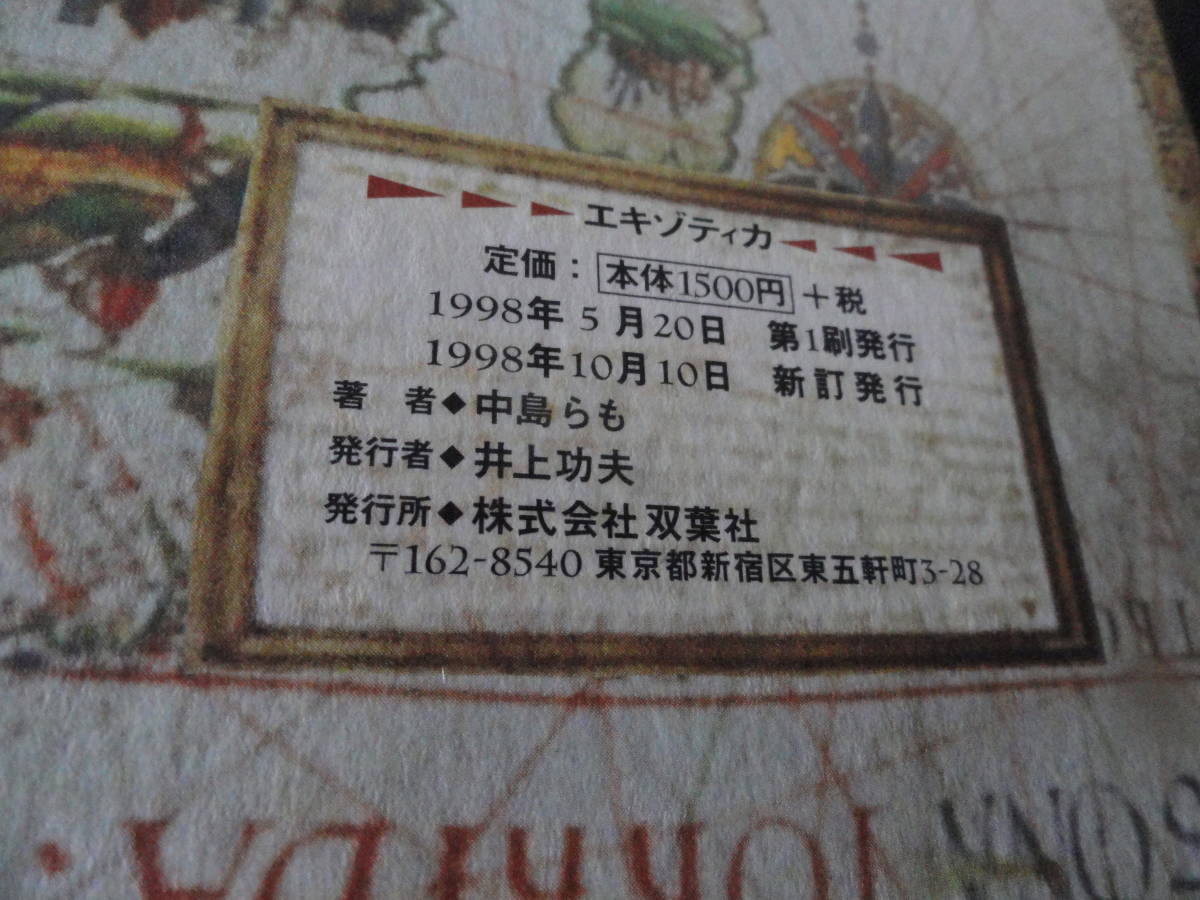 エキゾティカ
定価：本体1500円＋税
1998年5月20日 第1刷発行
1998年10月10日 新訂発行
著 者◆中島らも
発行者◆井上功夫
発行所◆株式会社双葉社
〒162-8540 東京都新宿区東五軒町3-28